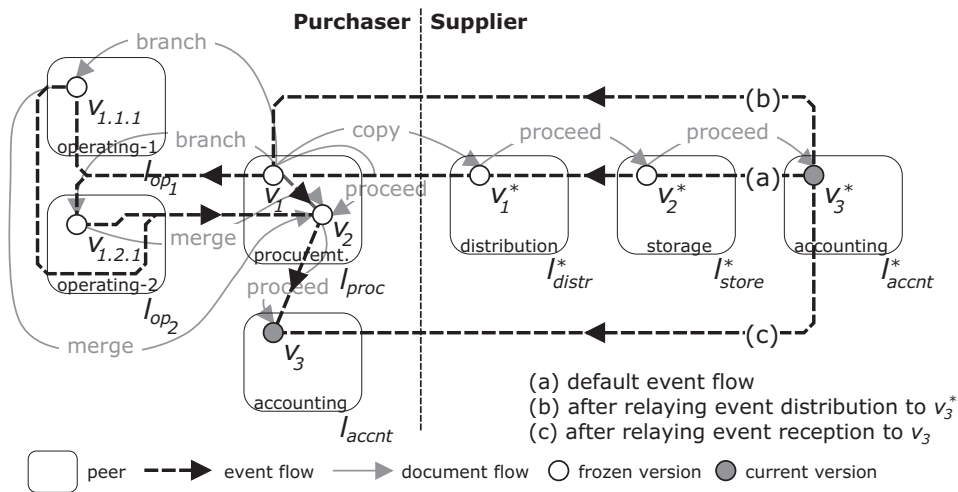 Purchaser Supplier
branch
(b)
v1.1.1
operating-1
lop1
branch
copy
proceed
proceed
v1
(a)
v1*
v2*
v3*
proceed
v2
v1.2.1
merge
operating-2
lop2
procuremt.
lproc
distribution
l*distr
storage
l*store
accounting
l*accnt
proceed
merge
v3
(c)
accounting
laccnt
(a) default event flow
(b) after relaying event distribution to v3*
(c) after relaying event reception to v3
peer event flow document flow frozen version current version